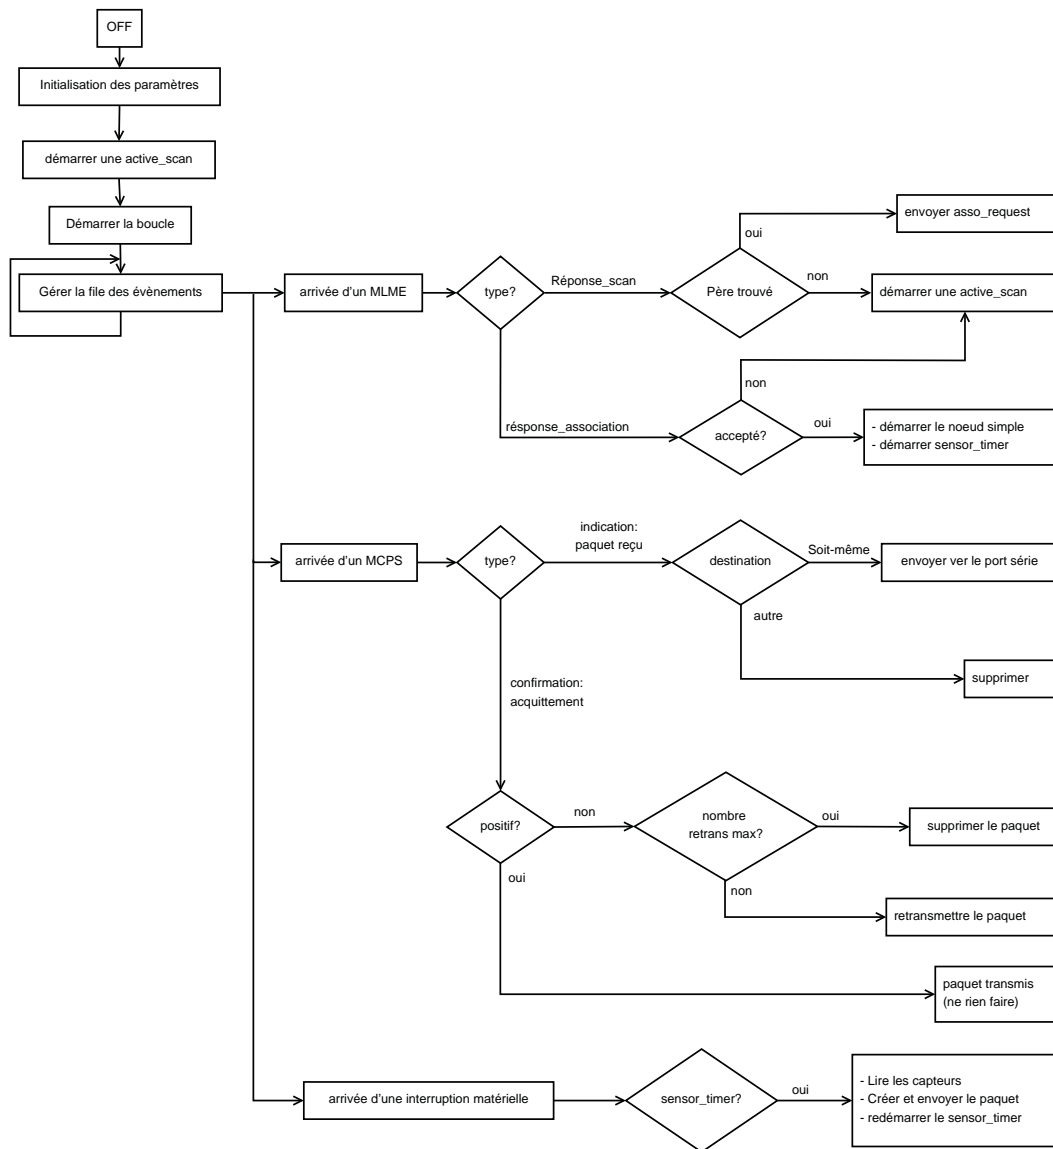 OFF
Initialisation des paramètres
démarrer une active_scan
Démarrer la boucle
Gérer la file des évènements
arrivée d'un MLME
type?
Réponse_scan
Père trouvé
oui
envoyer asso_request
non
démarrer une active_scan
résponse_association
accepté?
non
oui
- démarrer le noeud simple
- démarrer sensor_timer
arrivée d'un MCPS
type?
indication:
paquet reçu
destination
Soit-même
envoyer ver le port série
autre
supprimer
confirmation:
acquittement
positif?
non
nombre
retrans max?
oui
supprimer le paquet
non
retransmettre le paquet
oui
paquet transmis
(ne rien faire)
arrivée d'une interruption matérielle
sensor_timer?
oui
- Lire les capteurs
- Créer et envoyer le paquet
- redémarrer le sensor_timer